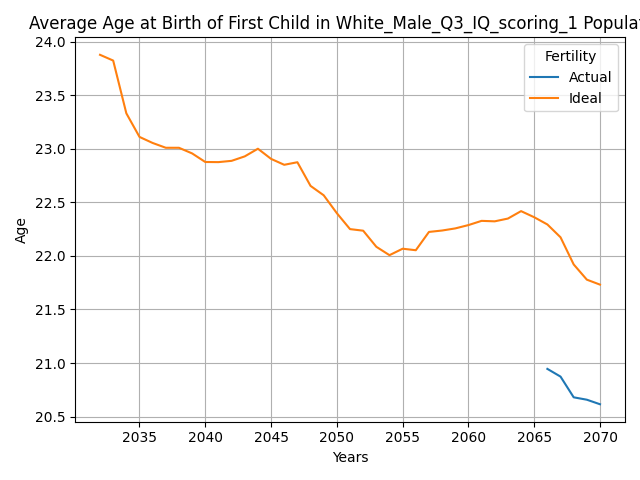 Average Age at Birth of First Child in White_Male_Q3_IQ_scoring_1
24.0
23.5
23.0
22.5
22.0
21.5
21.0
20.5
Age
Fertility
Actual
Ideal
2035 2040 2045 2050 2055 2060 2065 2070
Years